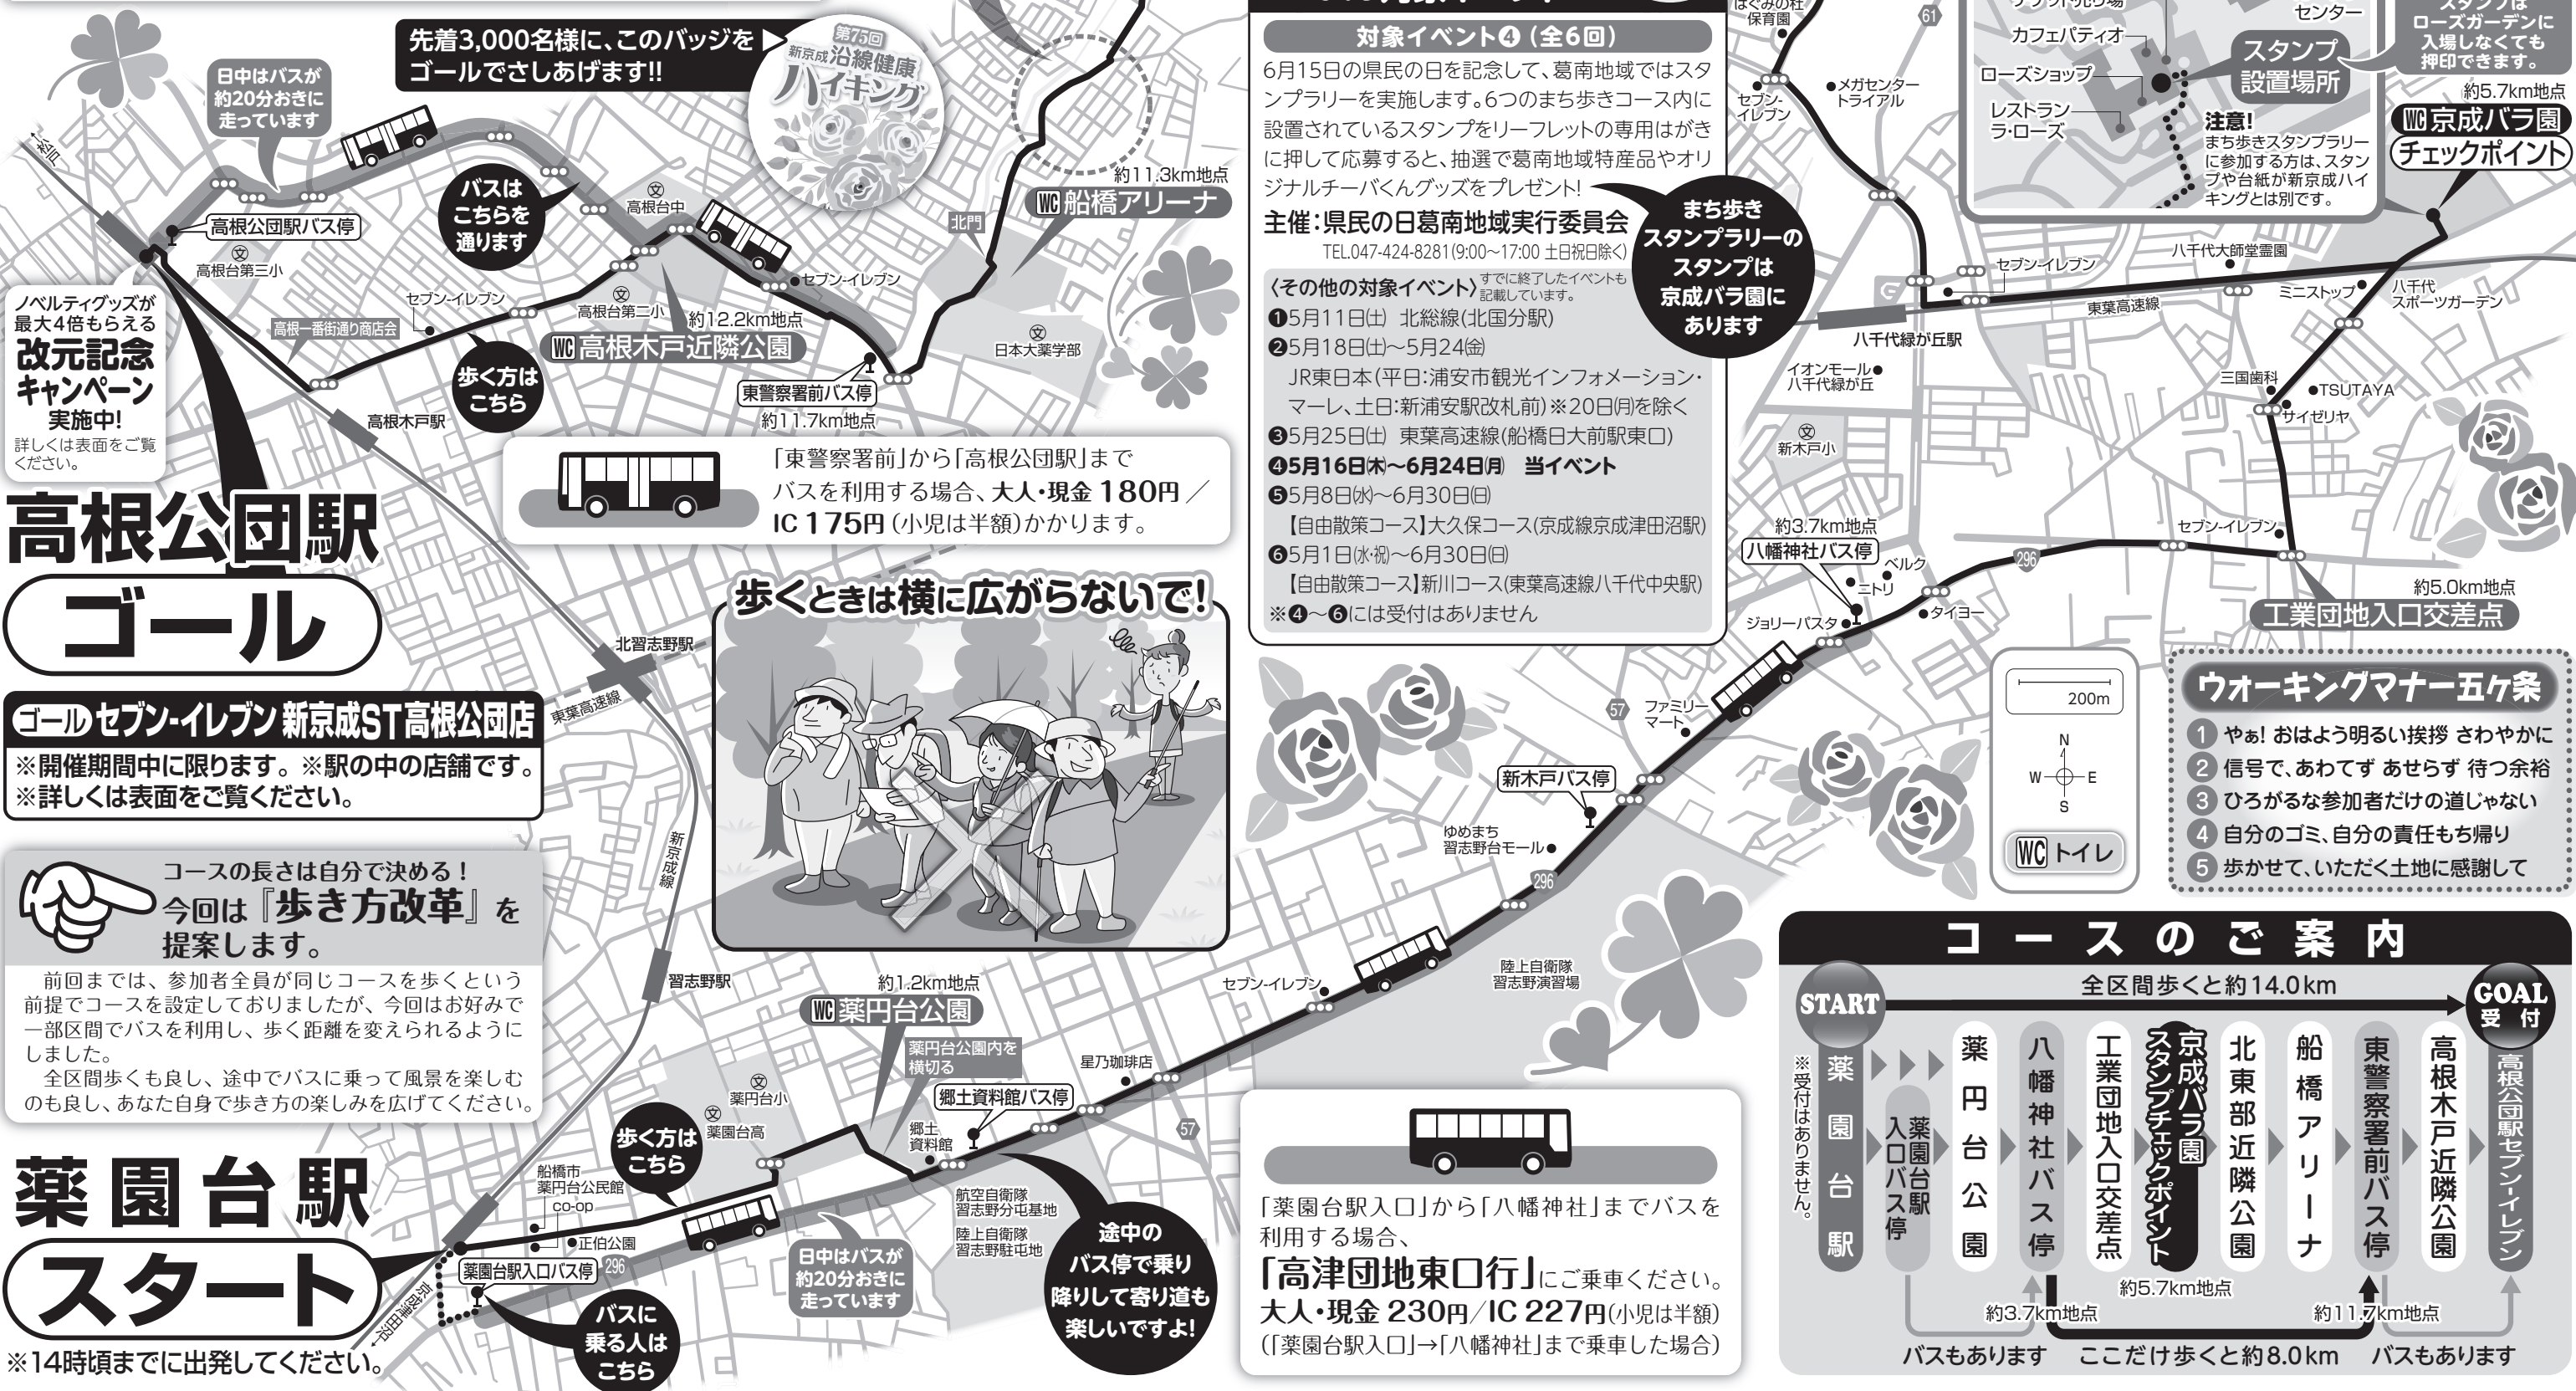 先着3,000名様に、このバッジを▶
ゴールでさしあげます!!
第75回
新京成沿線健康
ハイキング
日中はバスが
約20分おきに
走っています
松戸
高根公団駅バス停
高根台第三小
バスは
こちらを
通ります
高根台中
セブン-イレブン
高根台第二小
約12.2km地点
WC 高根木戸近隣公園
セブン-イレブン
高根一番街通り商店会
歩く方は
こちら
高根木戸駅
東警察署前バス停
約11.7km地点
北門
約11.3km地点
WC 船橋アリーナ
日本大薬学部
ノベルティグッズが
最大4倍もらえる
改元記念
キャンペーン
実施中!
詳しくは表面をご覧
ください。
高根公団駅
ゴール
ゴール セブン-イレブン 新京成ST高根公団店
※開催期間中に限ります。※駅の中の店舗です。
※詳しくは表面をご覧ください。
「東警察署前」から「高根公団駅」まで
バスを利用する場合、大人・現金 180円／
IC 175円(小児は半額)かかります。
北習志野駅
東葉高速線
新京成線
習志野駅
歩くときは横に広がらないで!
コースの長さは自分で決める！
今回は『歩き方改革』を
提案します。
前回までは、参加者全員が同じコースを歩くという
前提でコースを設定しておりましたが、今回はお好みで
一部区間でバスを利用し、歩く距離を変えられるように
しました。
全区間歩くも良し、途中でバスに乗って風景を楽しむ
のも良し、あなた自身で歩き方の楽しみを広げてください。
薬園台駅
スタート
※14時頃までに出発してください。
船橋市
薬円台公民館
co-op
正伯公園
薬園台駅入口バス停
296
京成津田沼
バスに
乗る人は
こちら
歩く方は
こちら
薬園台高
薬円台小
約1.2km地点
WC 薬円台公園
薬円台公園内を
横切る
郷土資料館バス停
郷土
資料館
星乃珈琲店
航空自衛隊
習志野分屯基地
陸上自衛隊
習志野駐屯地
日中はバスが
約20分おきに
走っています
途中の
バス停で乗り
降りして寄り道も
楽しいですよ!
57
セブン-イレブン
陸上自衛隊
習志野演習場
296
ゆめまち
習志野台モール
新木戸バス停
57
ファミリー
マート
「薬園台駅入口」から「八幡神社」までバスを
利用する場合、
「高津団地東口行」にご乗車ください。
大人・現金 230円／IC 227円(小児は半額)
(「薬園台駅入口」→「八幡神社」まで乗車した場合)
対象イベント❹(全6回)
6月15日の県民の日を記念して、葛南地域ではスタ
ンプラリーを実施します。6つのまち歩きコース内に
設置されているスタンプをリーフレットの専用はがき
に押して応募すると、抽選で葛南地域特産品やオリ
ジナルチーバくんグッズをプレゼント!
主催：県民の日葛南地域実行委員会
TEL.047-424-8281(9:00〜17:00 土日祝日除く)
〈その他の対象イベント〉すでに終了したイベントも
記載しています。
❶5月11日(土) 北総線(北国分駅)
❷5月18日(土)〜5月24(金)
JR東日本(平日：浦安市観光インフォメーション・
マーレ、土日：新浦安駅改札前)※20日(月)を除く
❸5月25日(土) 東葉高速線(船橋日大前駅東口)
❹5月16日(木)〜6月24日(月) 当イベント
❺5月8日(水)〜6月30日(日)
【自由散策コース】大久保コース(京成線京成津田沼駅)
❻5月1日(水・祝)〜6月30日(日)
【自由散策コース】新川コース(東葉高速線八千代中央駅)
※❹〜❻には受付はありません
まち歩き
スタンプラリーの
スタンプは
京成バラ園に
あります
はぐみの杜
保育園
61
セブン-
イレブン
メガセンター
トライアル
カフェパティオ
ローズショップ
レストラン
ラ・ローズ
センター
スタンプ
設置場所
注意!
まち歩きスタンプラリー
に参加する方は、スタン
プや台紙が新京成ハイ
キングとは別です。
スタンプは
ローズガーデンに
入場しなくても
押印できます。
約5.7km地点
WC 京成バラ園
チェックポイント
セブン-イレブン
八千代大師堂霊園
東葉高速線
ミニストップ
八千代
スポーツガーデン
八千代緑が丘駅
イオンモール
八千代緑が丘
新木戸小
三国歯科
TSUTAYA
サイゼリヤ
セブン-イレブン
約5.0km地点
工業団地入口交差点
約3.7km地点
八幡神社バス停
ベルク
ニトリ
ジョリーパスタ
タイヨー
296
200m
N
W E
S
WC トイレ
ウォーキングマナー五ケ条
1 やぁ! おはよう明るい挨拶 さわやかに
2 信号で、あわてず あせらず 待つ余裕
3 ひろがるな参加者だけの道じゃない
4 自分のゴミ、自分の責任もち帰り
5 歩かせて、いただく土地に感謝して
コースのご案内
START
全区間歩くと約14.0km
GOAL
受付
※受付はありません。
薬園台駅
薬園台駅
入口バス停
薬円台公園
八幡神社バス停
工業団地入口交差点
京成バラ園
スタンプチェックポイント
北東部近隣公園
船橋アリーナ
東警察署前バス停
高根木戸近隣公園
高根公団駅セブン-イレブン
約3.7km地点
約5.7km地点
約11.7km地点
バスもあります
ここだけ歩くと約8.0km
バスもあります